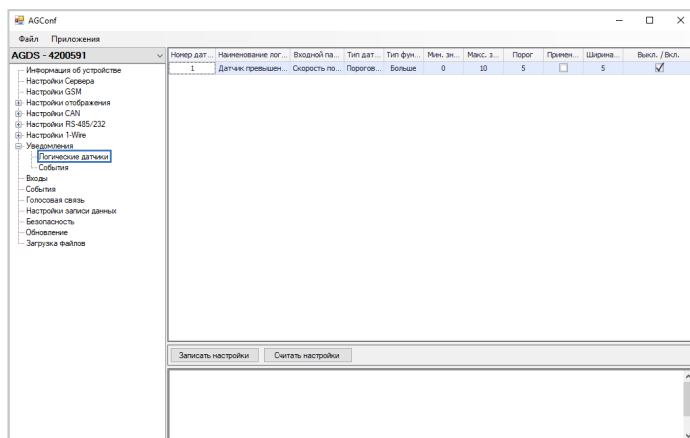 AGConf
Файл Приложения
AGDS - 4200591
Информация об устройстве
Настройки Сервера
Настройки GSM
Настройки отображения
Настройки CAN
Настройки RS-485/232
Настройки 1-Wire
Уведомления
Логические датчики
События
Входы
События
Голосовая связь
Настройки записи данных
Безопасность
Обновление
Загрузка файлов
Номер дат... Наименование лог... Входной па... Тип дат... Тип фун... Мин. зн... Макс. з... Порог Примен... Ширина... Выкл. / Вкл.
1 Датчик превышен... Скорость по... Порогов... Больше 0 10 5 5
Записать настройки Считать настройки